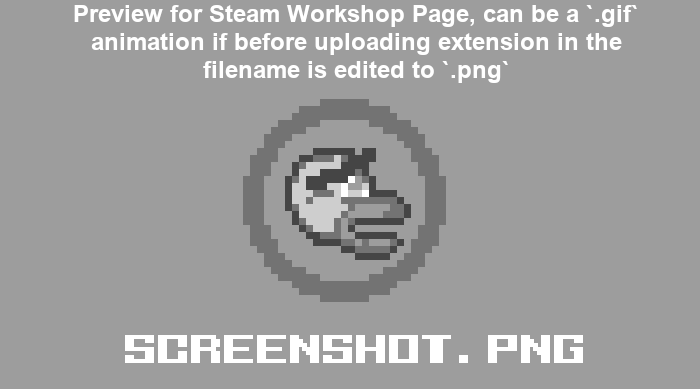 Preview for Steam Workshop Page, can be a `.gif`
animation if before uploading extension in the
filename is edited to `.png`
SCREENSHOT.PNG